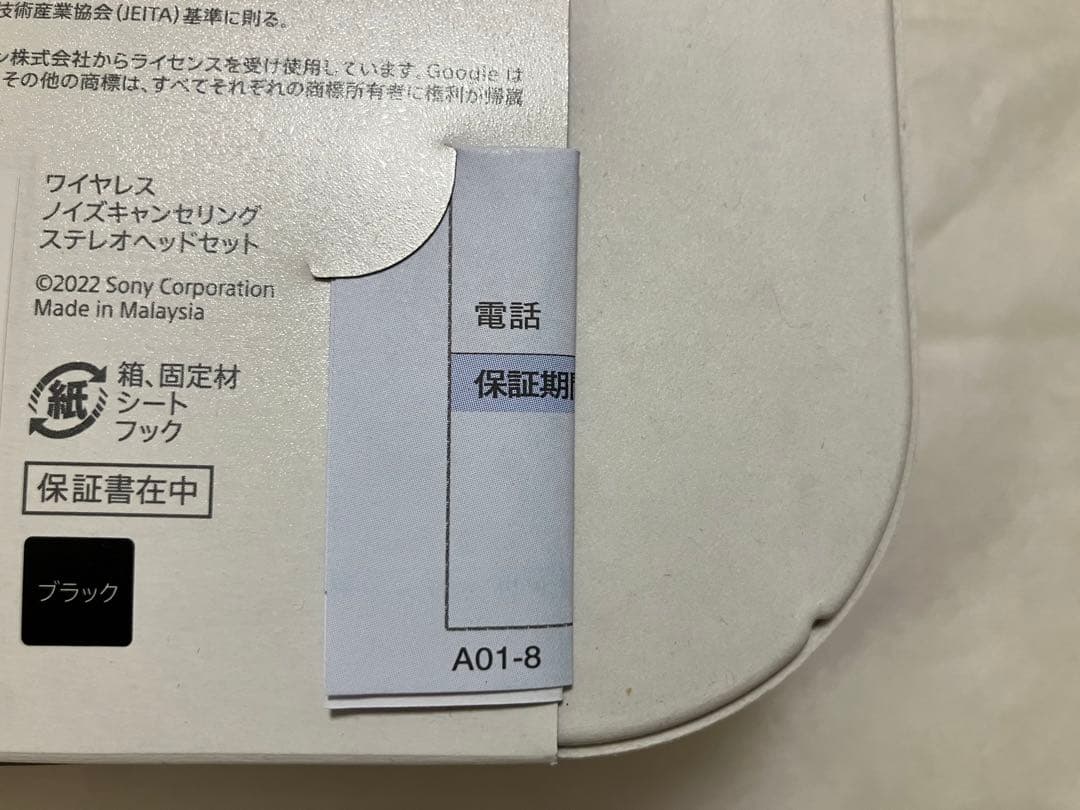 技術産業協会(JEITA)基準に則る。
ン株式会社からライセンスを受け使用しています。Google は
その他の商標は、すべてそれぞれの商標所有者に権利が帰属
ワイヤレス
ノイズキャンセリング
ステレオヘッドセット
©2022 Sony Corporation
Made in Malaysia
紙
箱、固定材
シート
フック
保証書在中
ブラック
電話
保証期
A01-8